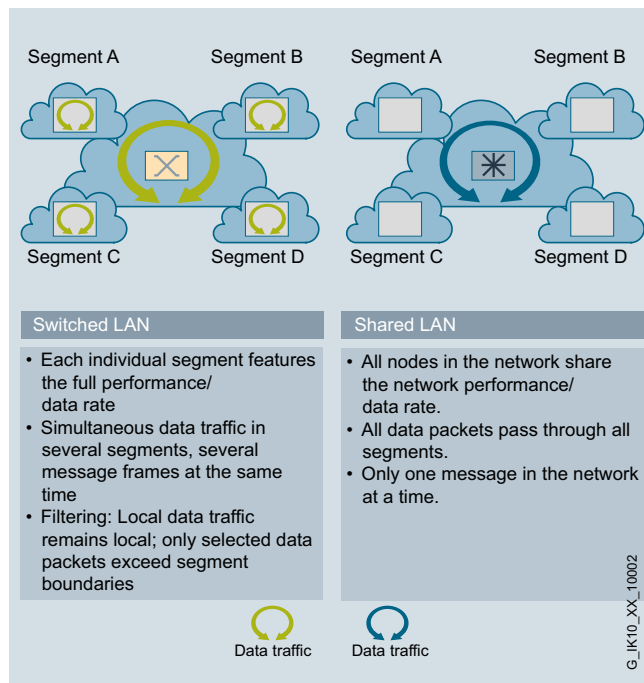 Segment A
Segment B
Segment C
Segment D
Segment A
Segment B
Segment C
Segment D
Switched LAN
• Each individual segment features
the full performance/
data rate
• Simultaneous data traffic in
several segments, several
message frames at the same
time
• Filtering: Local data traffic
remains local; only selected data
packets exceed segment
boundaries
Shared LAN
• All nodes in the network share
the network performance/
data rate.
• All data packets pass through all
segments.
• Only one message in the network
at a time.
Data traffic
Data traffic
G_IK10_XX_10002